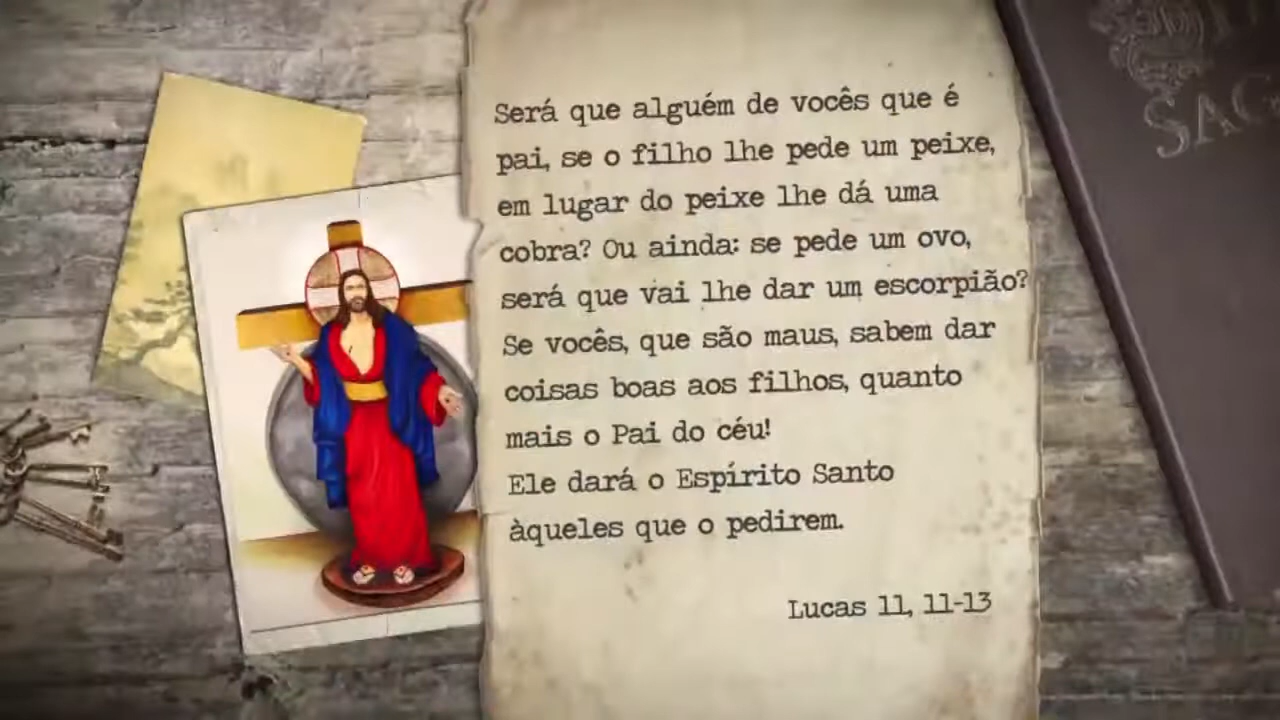 Será que alguém de vocês que é
pai, se o filho lhe pede um peixe,
em lugar do peixe lhe dá uma
cobra? Ou ainda: se pede um ovo,
será que vai lhe dar um escorpião?
Se vocês, que são maus, sabem dar
coisas boas aos filhos, quanto
mais o Pai do céu!
Ele dará o Espírito Santo
àqueles que o pedirem.
Lucas 11, 11-13